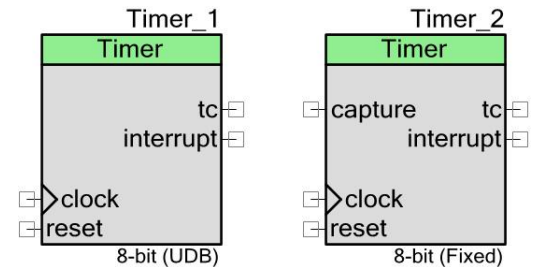 Timer_1
Timer
tc
interrupt
clock
reset
8-bit (UDB)
Timer_2
Timer
capture tc
interrupt
clock
reset
8-bit (Fixed)